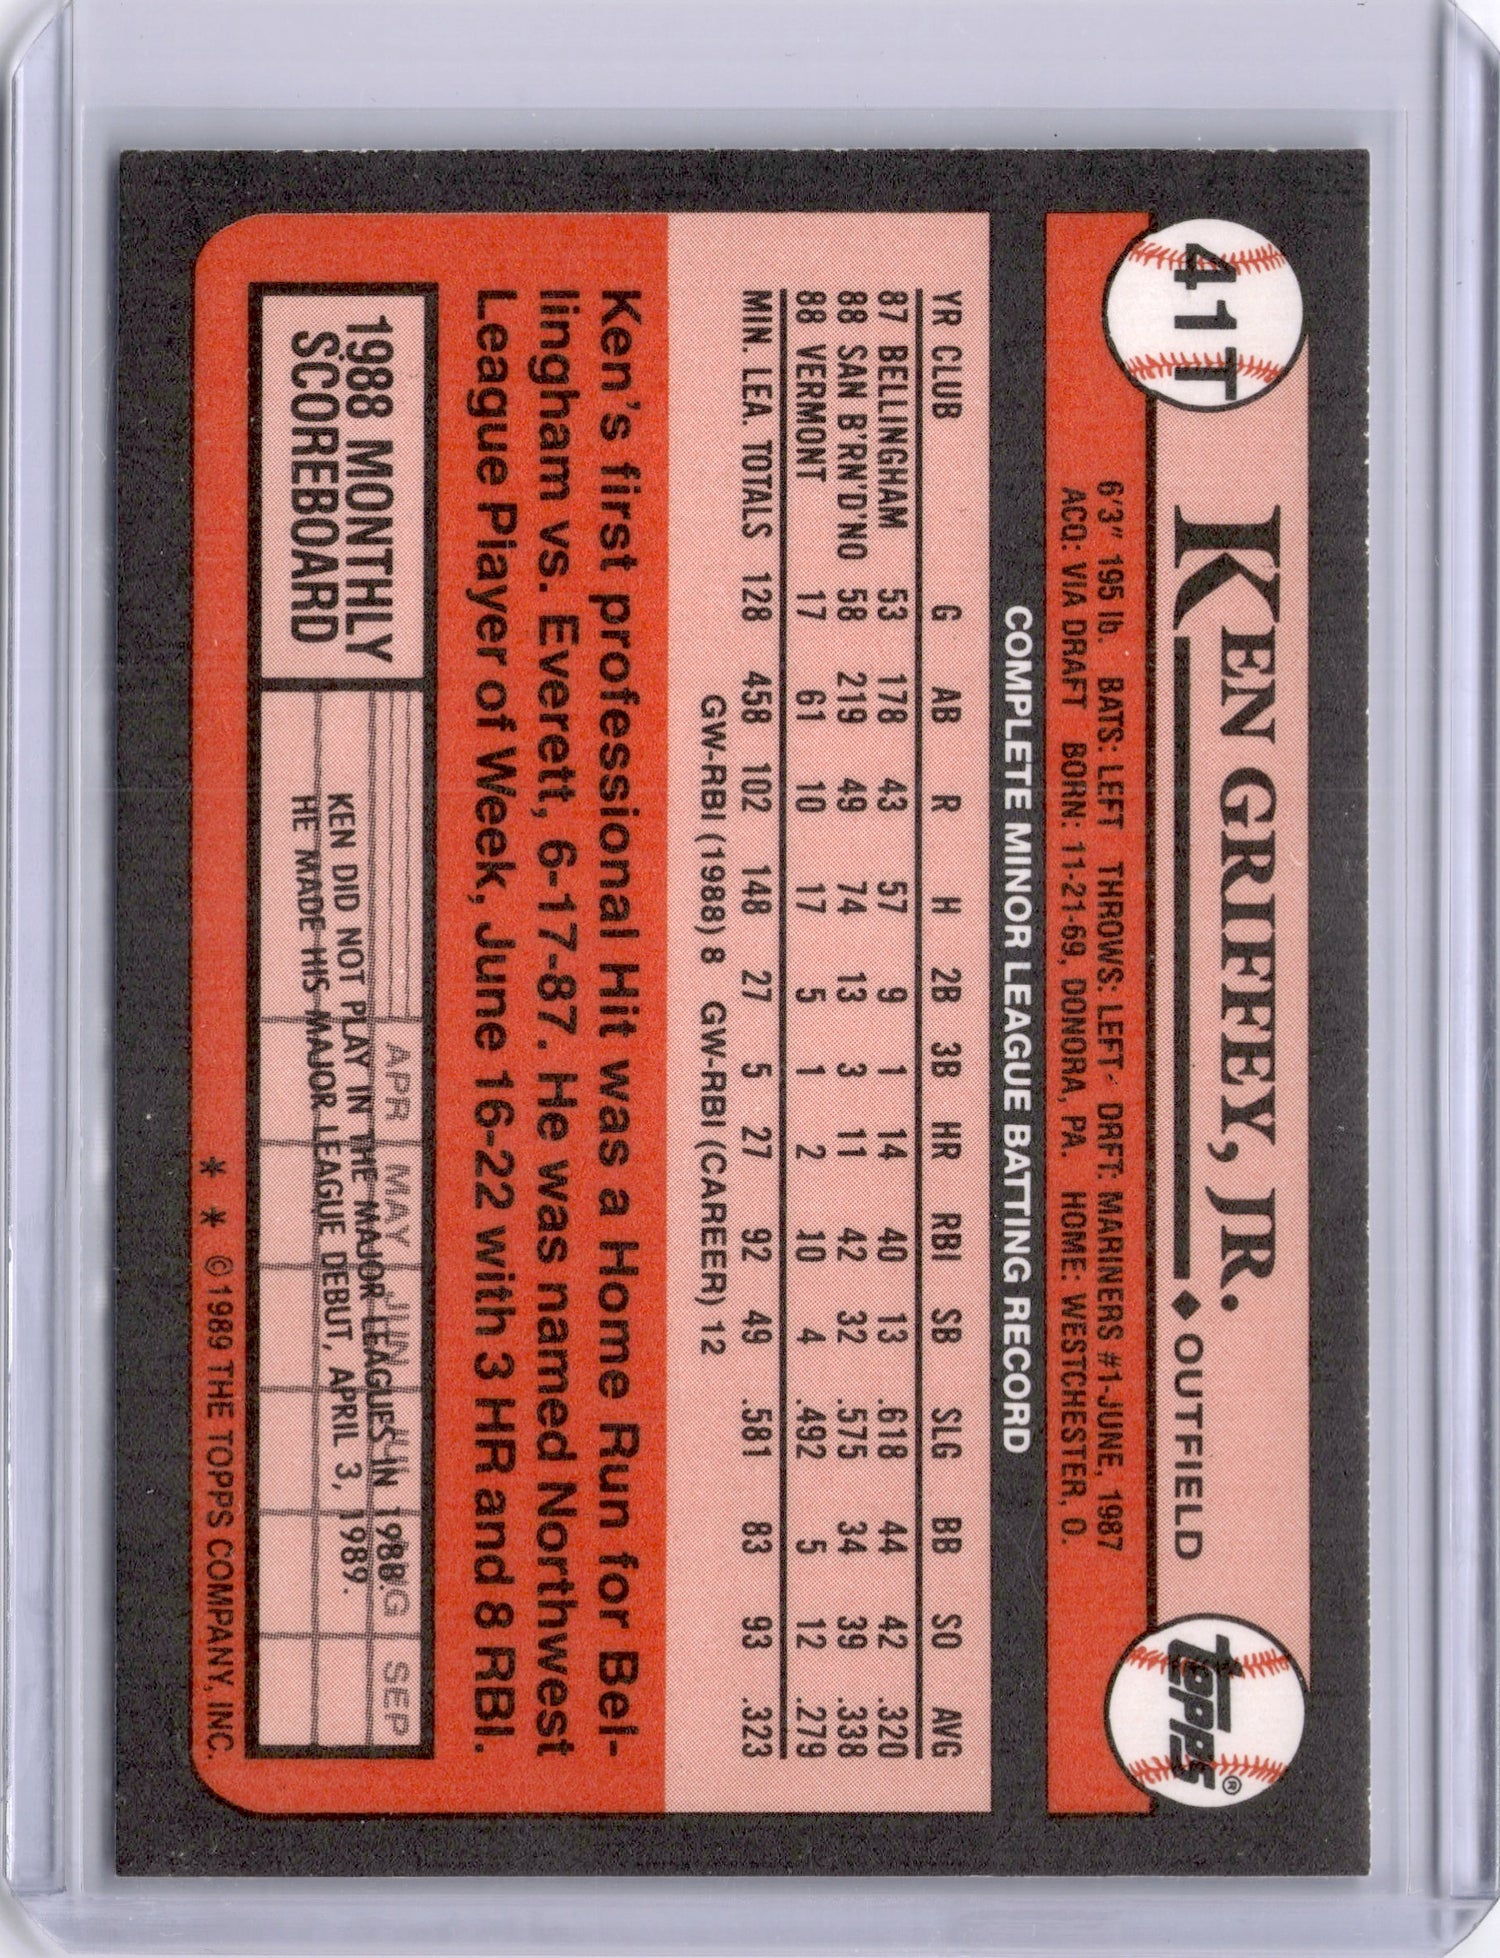 41T
KEN GRIFFEY, JR. ◆ OUTFIELD
topps®
6'3" 195 lb. BATS: LEFT THROWS: LEFT DRFT: MARINERS #1-JUNE, 1987
ACQ: VIA DRAFT BORN: 11-21-69, DONORA, PA. HOME: WESTCHESTER, O.
COMPLETE MINOR LEAGUE BATTING RECORD
YR CLUB G AB R H 2B 3B HR RBI SB SLG BB SO AVG
87 BELLINGHAM 53 178 43 57 9 1 14 40 13 .618 44 42 .320
88 SAN B'RN'D'NO 58 219 49 74 13 3 11 42 32 .575 34 39 .338
88 VERMONT 17 61 10 17 5 1 2 10 4 .492 5 12 .279
MIN. LEA. TOTALS 128 458 102 148 27 5 27 92 49 .581 83 93 .323
GW-RBI (1988) 8 GW-RBI (CAREER) 12
Ken's first professional Hit was a Home Run for Bel-
lingham vs. Everett, 6-17-87. He was named Northwest
League Player of Week, June 16-22 with 3 HR and 8 RBI.
1988 MONTHLY
SCOREBOARD
APR MAY JUN JUL AUG SEP
KEN DID NOT PLAY IN THE MAJOR LEAGUES IN 1988.
HE MADE HIS MAJOR LEAGUE DEBUT, APRIL 3, 1989.
* * © 1989 THE TOPPS COMPANY, INC.